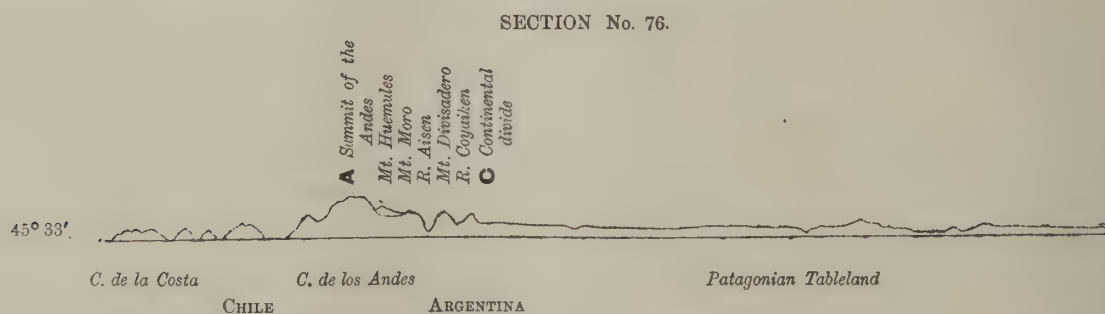 SECTION No. 76.
A Summit of the
Andes
Mt. Huemules
Mt. Moro
R. Aisen
Mt. Divisadero
R. Coyaiken
C Continental
divide
45° 33'.
C. de la Costa C. de los Andes Patagonian Tableland
CHILE ARGENTINA